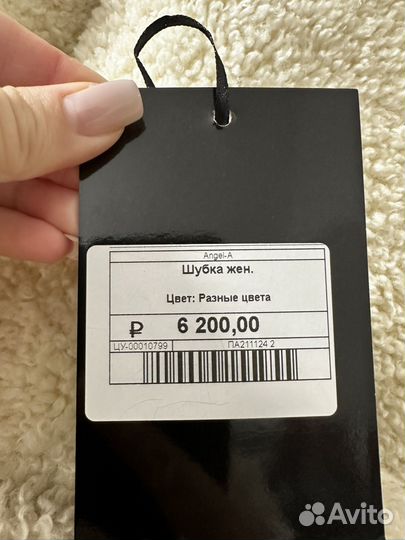 Angel-A
Шубка жен.
Цвет: Разные цвета
₽ 6 200,00
ЦУ-00010799 ПА211124 2
Avito